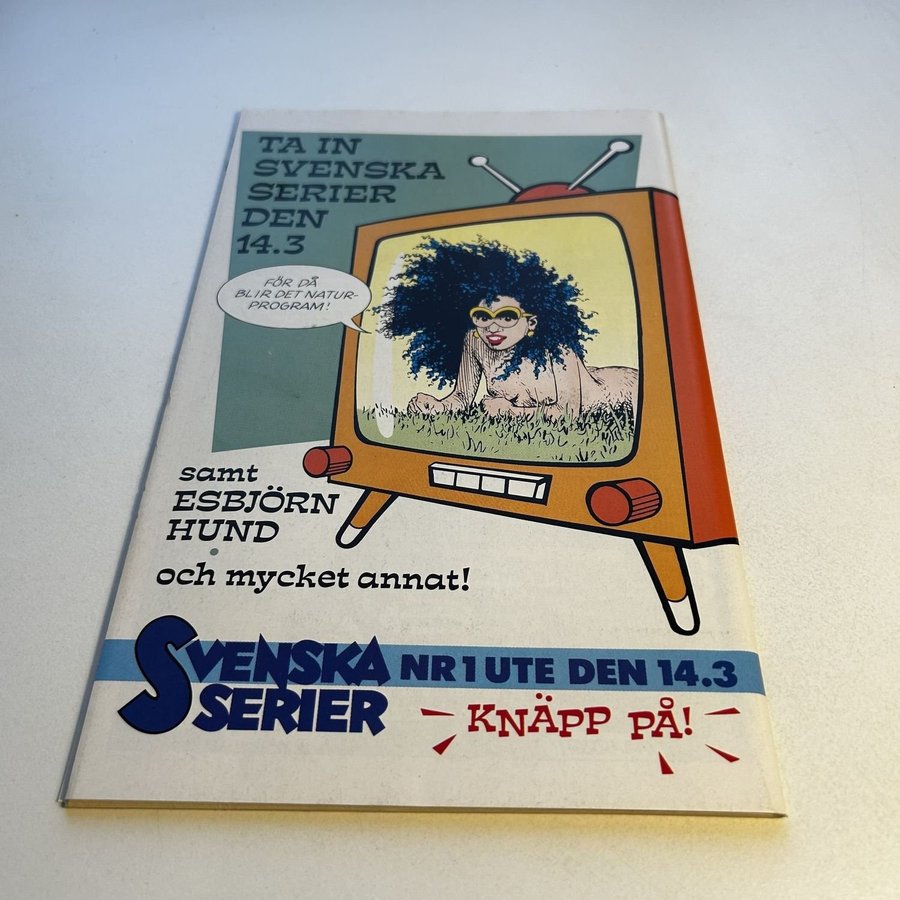 TA IN
SVENSKA
SERIER
DEN
14.3
FÖR DÅ
BLIR DET NATUR-
PROGRAM!
samt
ESBJÖRN
HUND
och mycket annat!
SVENSKA
SERIER
NR 1 UTE DEN 14.3
KNÄPP PÅ!